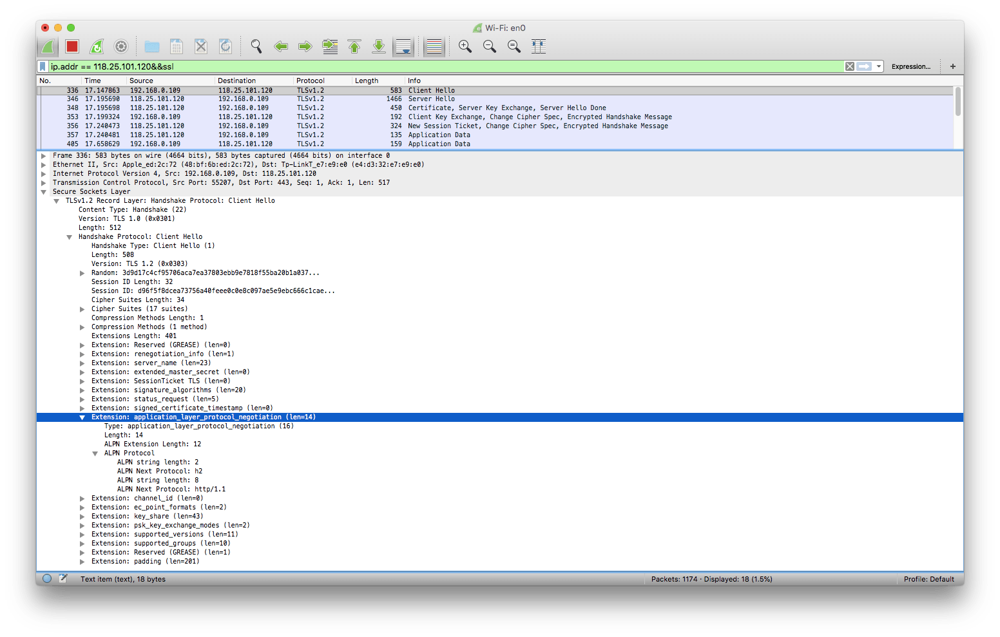 Wi-Fi: en0
ip.addr == 118.25.101.120&&ssl Expression... +
No. Time Source Destination Protocol Length Info
336 17.147863 192.168.0.109 118.25.101.120 TLSv1.2 583 Client Hello
346 17.195690 118.25.101.120 192.168.0.109 TLSv1.2 1466 Server Hello
348 17.195698 118.25.101.120 192.168.0.109 TLSv1.2 450 Certificate, Server Key Exchange, Server Hello Done
353 17.199324 192.168.0.109 118.25.101.120 TLSv1.2 192 Client Key Exchange, Change Cipher Spec, Encrypted Handshake Message
356 17.240473 118.25.101.120 192.168.0.109 TLSv1.2 324 New Session Ticket, Change Cipher Spec, Encrypted Handshake Message
357 17.240481 118.25.101.120 192.168.0.109 TLSv1.2 135 Application Data
405 17.658629 192.168.0.109 118.25.101.120 TLSv1.2 159 Application Data
Frame 336: 583 bytes on wire (4664 bits), 583 bytes captured (4664 bits) on interface 0
Ethernet II, Src: Apple_ed:2c:72 (48:bf:6b:ed:2c:72), Dst: Tp-LinkT_e7:e9:e0 (e4:d3:32:e7:e9:e0)
Internet Protocol Version 4, Src: 192.168.0.109, Dst: 118.25.101.120
Transmission Control Protocol, Src Port: 55207, Dst Port: 443, Seq: 1, Ack: 1, Len: 517
Secure Sockets Layer
TLSv1.2 Record Layer: Handshake Protocol: Client Hello
Content Type: Handshake (22)
Version: TLS 1.0 (0x0301)
Length: 512
Handshake Protocol: Client Hello
Handshake Type: Client Hello (1)
Length: 508
Version: TLS 1.2 (0x0303)
Random: 3d9d17c4cf95706aca7ea37803ebb9e7818f55ba20b1a037...
Session ID Length: 32
Session ID: d96f5f8dcea73756a40feee0c0e8c097ae5e9ebc666c1cae...
Cipher Suites Length: 34
Cipher Suites (17 suites)
Compression Methods Length: 1
Compression Methods (1 method)
Extensions Length: 401
Extension: Reserved (GREASE) (len=0)
Extension: renegotiation_info (len=1)
Extension: server_name (len=23)
Extension: extended_master_secret (len=0)
Extension: SessionTicket TLS (len=0)
Extension: signature_algorithms (len=20)
Extension: status_request (len=5)
Extension: signed_certificate_timestamp (len=0)
Extension: application_layer_protocol_negotiation (len=14)
Type: application_layer_protocol_negotiation (16)
Length: 14
ALPN Extension Length: 12
ALPN Protocol
ALPN string length: 2
ALPN Next Protocol: h2
ALPN string length: 8
ALPN Next Protocol: http/1.1
Extension: channel_id (len=0)
Extension: ec_point_formats (len=2)
Extension: key_share (len=43)
Extension: psk_key_exchange_modes (len=2)
Extension: supported_versions (len=11)
Extension: supported_groups (len=10)
Extension: Reserved (GREASE) (len=1)
Extension: padding (len=201)
Text item (text), 18 bytes Packets: 1174 · Displayed: 18 (1.5%) Profile: Default